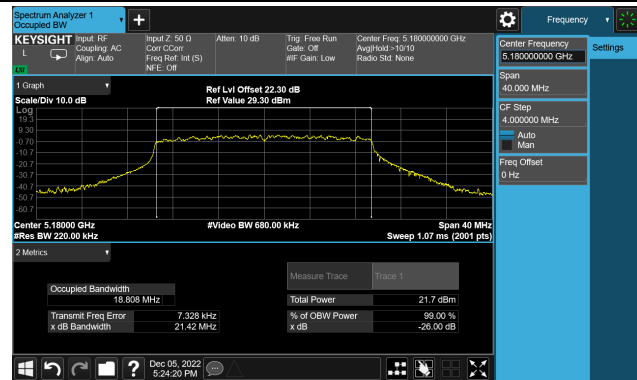 Spectrum Analyzer 1
Occupied BW
Frequency
KEYSIGHT
L
Input: RF
Coupling: AC
Align: Auto
Input Z: 50 Ω
Corr CCorr
Freq Ref: Int (S)
NFE: Off
Atten: 10 dB
Trig: Free Run
Gate: Off
#IF Gain: Low
Center Freq: 5.180000000 GHz
Avg|Hold:>10/10
Radio Std: None
Center Frequency
5.180000000 GHz
Settings
Span
40.000 MHz
CF Step
4.000000 MHz
Auto
Man
Freq Offset
0 Hz
1 Graph
Scale/Div 10.0 dB
Ref Lvl Offset 22.30 dB
Ref Value 29.30 dBm
Log
19.3
9.30
-0.70
-10.7
-20.7
-30.7
-40.7
-50.7
-60.7
Center 5.18000 GHz
#Res BW 220.00 kHz
#Video BW 680.00 kHz
Span 40 MHz
Sweep 1.07 ms (2001 pts)
2 Metrics
Measure Trace
Trace 1
Occupied Bandwidth
18.808 MHz
Total Power
21.7 dBm
Transmit Freq Error
7.328 kHz
% of OBW Power
99.00 %
x dB Bandwidth
21.42 MHz
x dB
-26.00 dB
?
Dec 05, 2022
5:24:20 PM